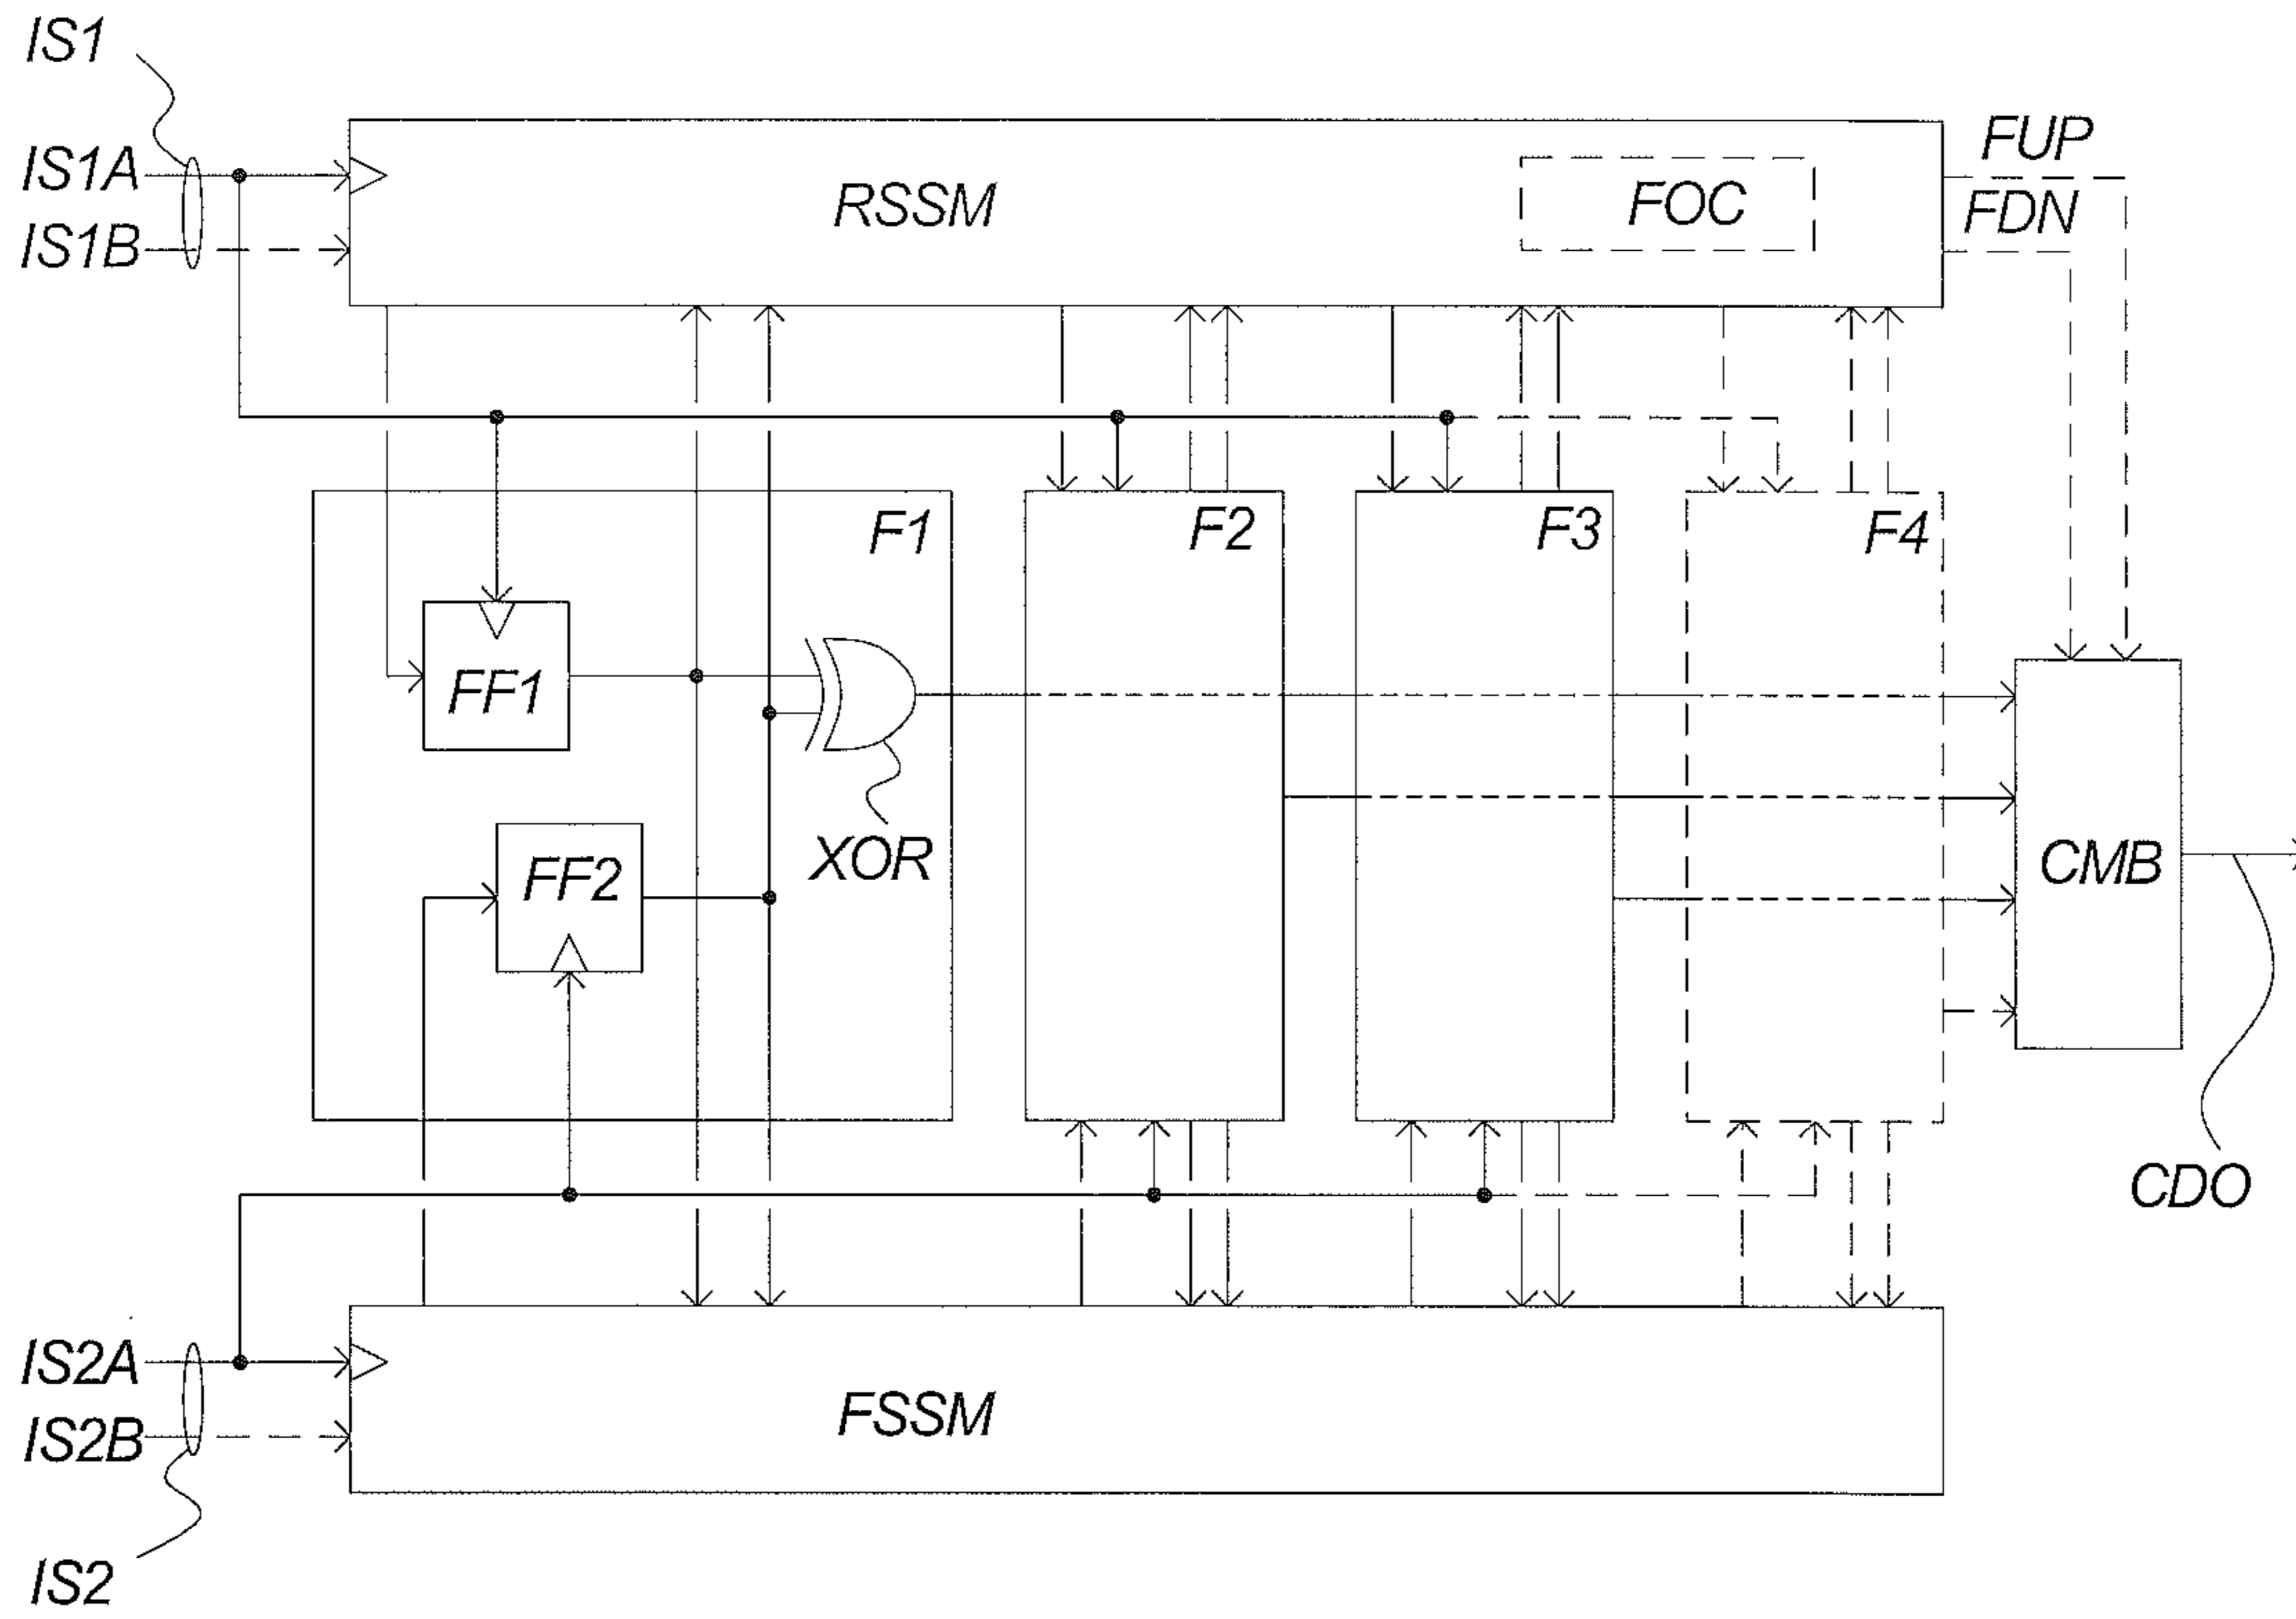 IS1
IS1A
IS1B
RSSM
FOC
FUP
FDN
F1
F2
F3
F4
FF1
FF2
XOR
CMB
CDO
IS2A
IS2B
FSSM
IS2